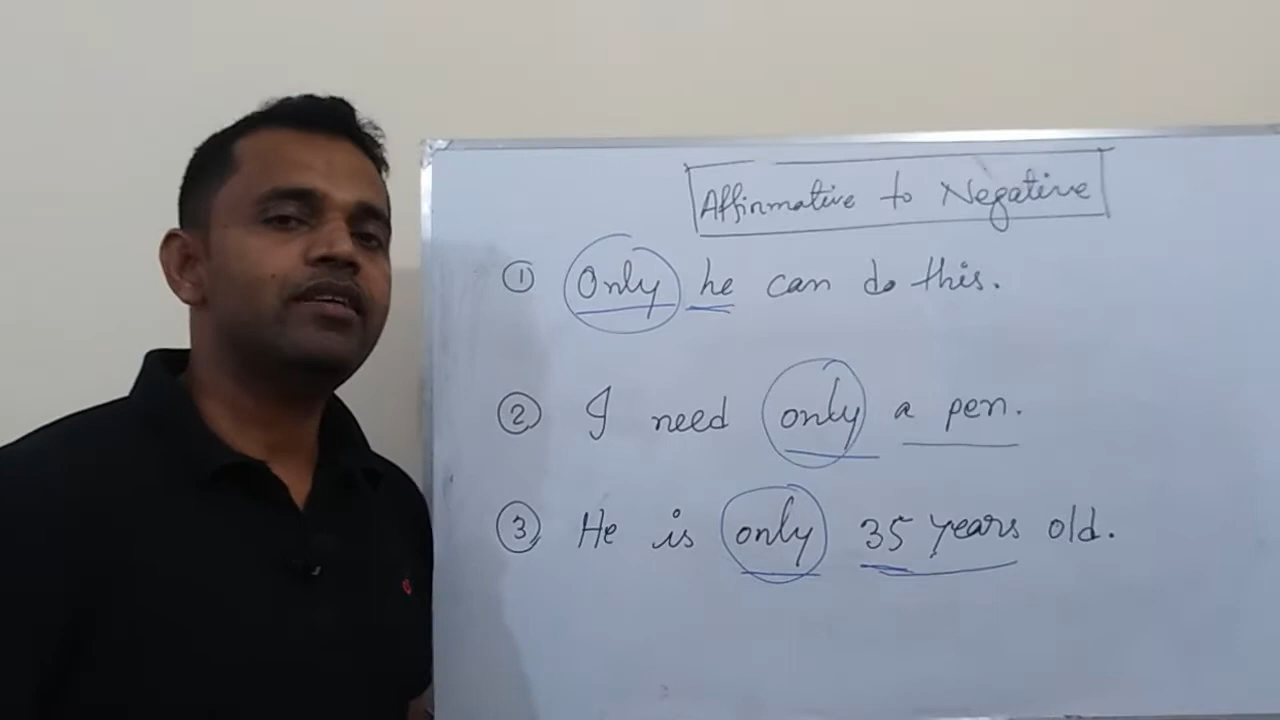 Affirmative to Negative
① Only he can do this.
② I need only a pen.
③ He is only 35 years old.